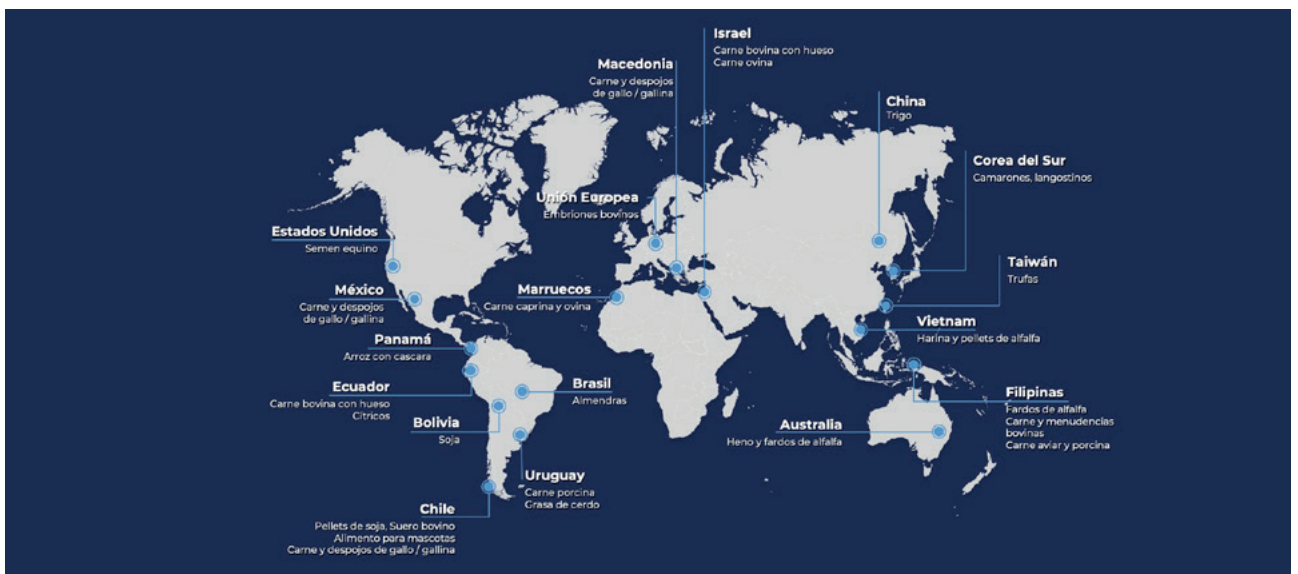 Israel
Carne bovina con hueso
Carne ovina
Macedonia
Carne y despojos
de gallo / gallina
China
Trigo
Corea del Sur
Camarones, langostinos
Unión Europea
Embriones bovinos
Estados Unidos
Semen equino
Taiwán
Trufas
México
Carne y despojos
de gallo / gallina
Marruecos
Carne caprina y ovina
Vietnam
Harina y pellets de alfalfa
Panamá
Arroz con cascara
Ecuador
Carne bovina con hueso
Cítricos
Brasil
Almendras
Filipinas
Fardos de alfalfa
Carne y menudencias
bovinas
Carne aviar y porcina
Bolivia
Soja
Australia
Heno y fardos de alfalfa
Uruguay
Carne porcina
Grasa de cerdo
Chile
Pellets de soja, Suero bovino
Alimento para mascotas
Carne y despojos de gallo / gallina